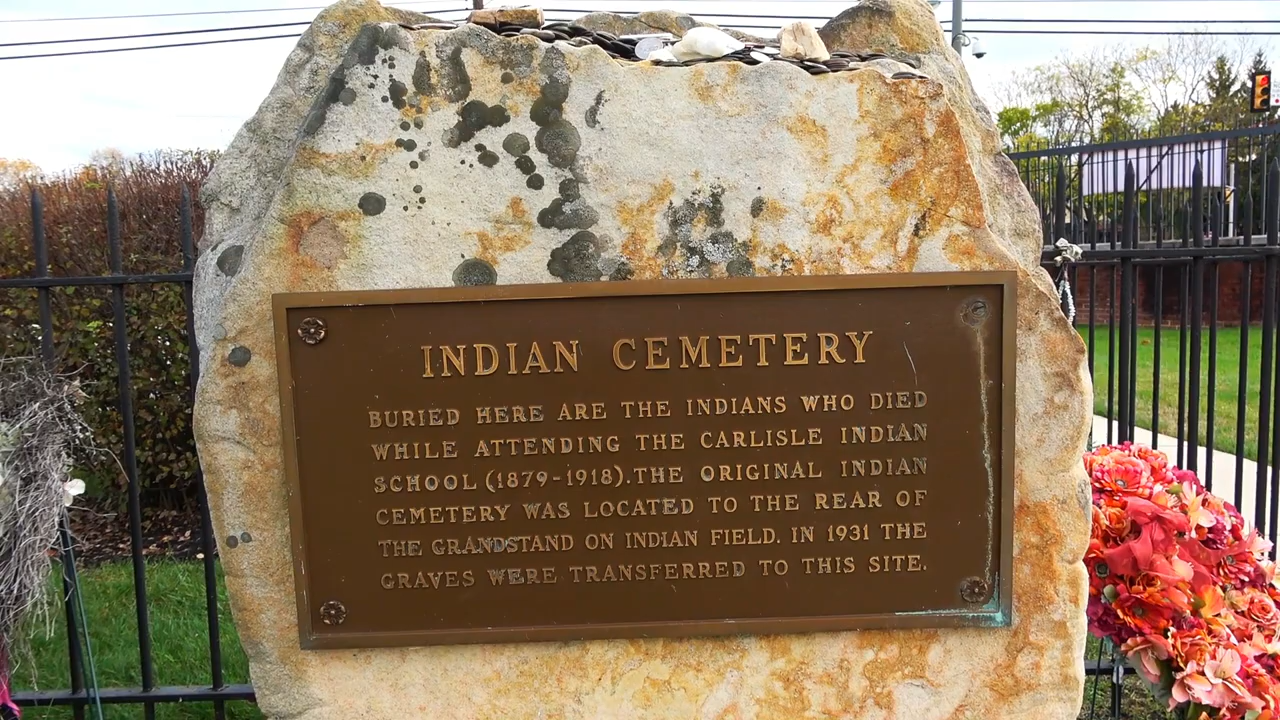 INDIAN CEMETERY
BURIED HERE ARE THE INDIANS WHO DIED
WHILE ATTENDING THE CARLISLE INDIAN
SCHOOL (1879-1918). THE ORIGINAL INDIAN
CEMETERY WAS LOCATED TO THE REAR OF
THE GRANDSTAND ON INDIAN FIELD. IN 1931 THE
GRAVES WERE TRANSFERRED TO THIS SITE.